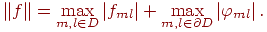 ‖f‖ = max_{m,l∈D} |f_{ml}| + max_{m,l∈∂D} |φ_{ml}| .